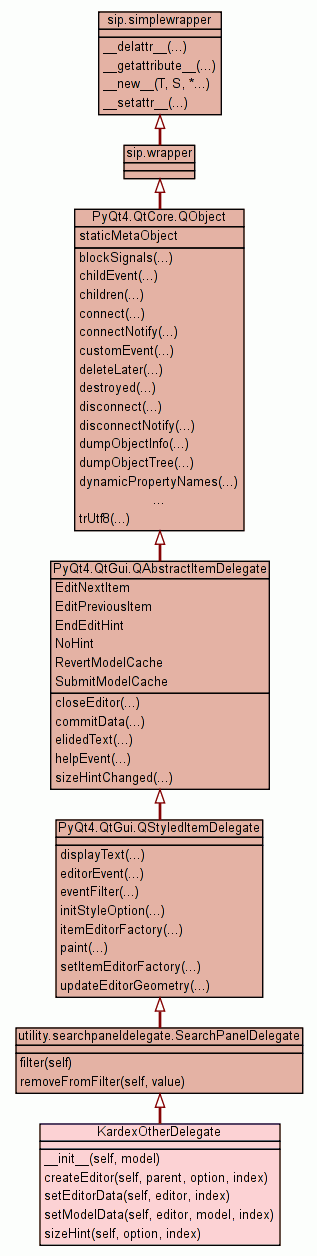 sip.simplewrapper
__delattr__(...)
__getattribute__(...)
__new__(T, S, *...)
__setattr__(...)
sip.wrapper
PyQt4.QtCore.QObject
staticMetaObject
blockSignals(...)
childEvent(...)
children(...)
connect(...)
connectNotify(...)
customEvent(...)
deleteLater(...)
destroyed(...)
disconnect(...)
disconnectNotify(...)
dumpObjectInfo(...)
dumpObjectTree(...)
dynamicPropertyNames(...)
...
trUtf8(...)
PyQt4.QtGui.QAbstractItemDelegate
EditNextItem
EditPreviousItem
EndEditHint
NoHint
RevertModelCache
SubmitModelCache
closeEditor(...)
commitData(...)
elidedText(...)
helpEvent(...)
sizeHintChanged(...)
PyQt4.QtGui.QStyledItemDelegate
displayText(...)
editorEvent(...)
eventFilter(...)
initStyleOption(...)
itemEditorFactory(...)
paint(...)
setItemEditorFactory(...)
updateEditorGeometry(...)
utility.searchpaneldelegate.SearchPanelDelegate
filter(self)
removeFromFilter(self, value)
KardexOtherDelegate
__init__(self, model)
createEditor(self, parent, option, index)
setEditorData(self, editor, index)
setModelData(self, editor, model, index)
sizeHint(self, option, index)